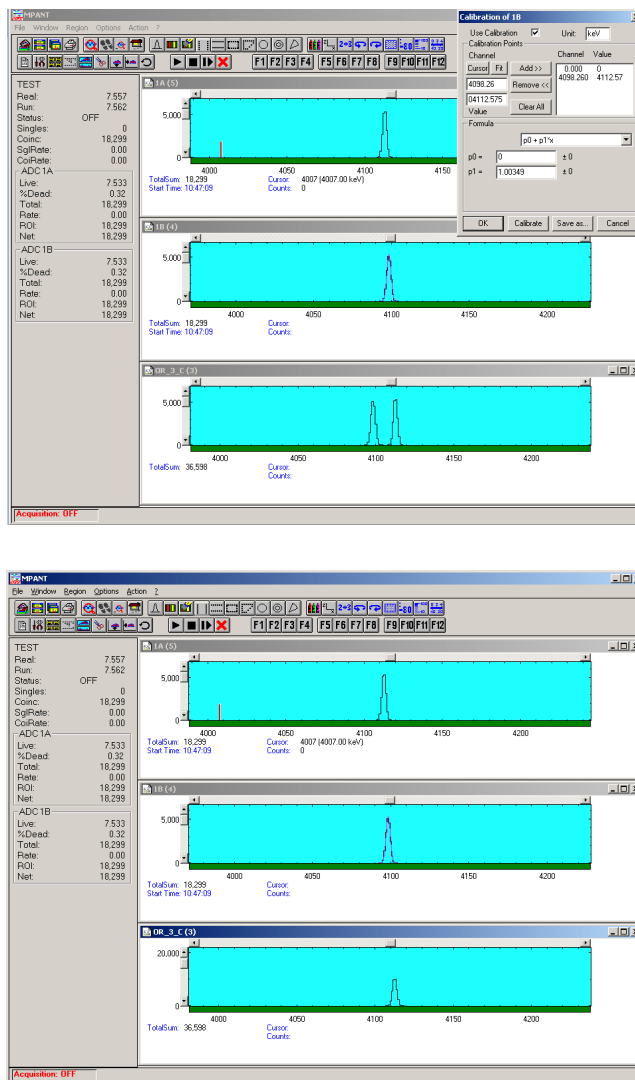 MPANT
File Window Region Options Action ?
F1 F2 F3 F4 F5 F6 F7 F8 F9 F10 F11 F12
TEST
Real: 7.557
Run: 7.562
Status: OFF
Singles: 0
Coinc: 18,299
SglRate: 0.00
CoiRate: 0.00
ADC 1A
Live: 7.533
%Dead: 0.32
Total: 18,299
Rate: 0.00
ROI: 18,299
Net: 18,299
ADC 1B
Live: 7.533
%Dead: 0.32
Total: 18,299
Rate: 0.00
ROI: 18,299
Net: 18,299
1A (5)
5,000
0
4000 4050 4100 4150
TotalSum: 18,299 Cursor: 4007 (4007.00 keV)
Start Time: 10:47:09 Counts: 0
1B (4)
5,000
0
4000 4050 4100 4150 4200
TotalSum: 18,299 Cursor:
Start Time: 10:47:09 Counts:
OR_3_C (3)
5,000
0
4000 4050 4100 4150 4200
TotalSum: 36,598 Cursor:
Counts:
Calibration of 1B
Use Calibration Unit: keV
Calibration Points
Channel Channel Value
Cursor Fit Add >> 0.000 0
4098.260 4112.57
4098.26 Remove <<
04112.575 Clear All
Value
Formula
p0 + p1*x
p0 = 0 ± 0
p1 = 1.00349 ± 0
OK Calibrate Save as... Cancel
Acquisition: OFF
MPANT
File Window Region Options Action ?
F1 F2 F3 F4 F5 F6 F7 F8 F9 F10 F11 F12
TEST
Real: 7.557
Run: 7.562
Status: OFF
Singles: 0
Coinc: 18,299
SglRate: 0.00
CoiRate: 0.00
ADC 1A
Live: 7.533
%Dead: 0.32
Total: 18,299
Rate: 0.00
ROI: 18,299
Net: 18,299
ADC 1B
Live: 7.533
%Dead: 0.32
Total: 18,299
Rate: 0.00
ROI: 18,299
Net: 18,299
1A (5)
5,000
0
4000 4050 4100 4150 4200
TotalSum: 18,299 Cursor: 4007 (4007.00 keV)
Start Time: 10:47:09 Counts: 0
1B (4)
5,000
0
4000 4050 4100 4150 4200
TotalSum: 18,299 Cursor:
Start Time: 10:47:09 Counts:
OR_3_C (3)
20,000
0
4000 4050 4100 4150 4200
TotalSum: 36,598 Cursor:
Counts:
Acquisition: OFF